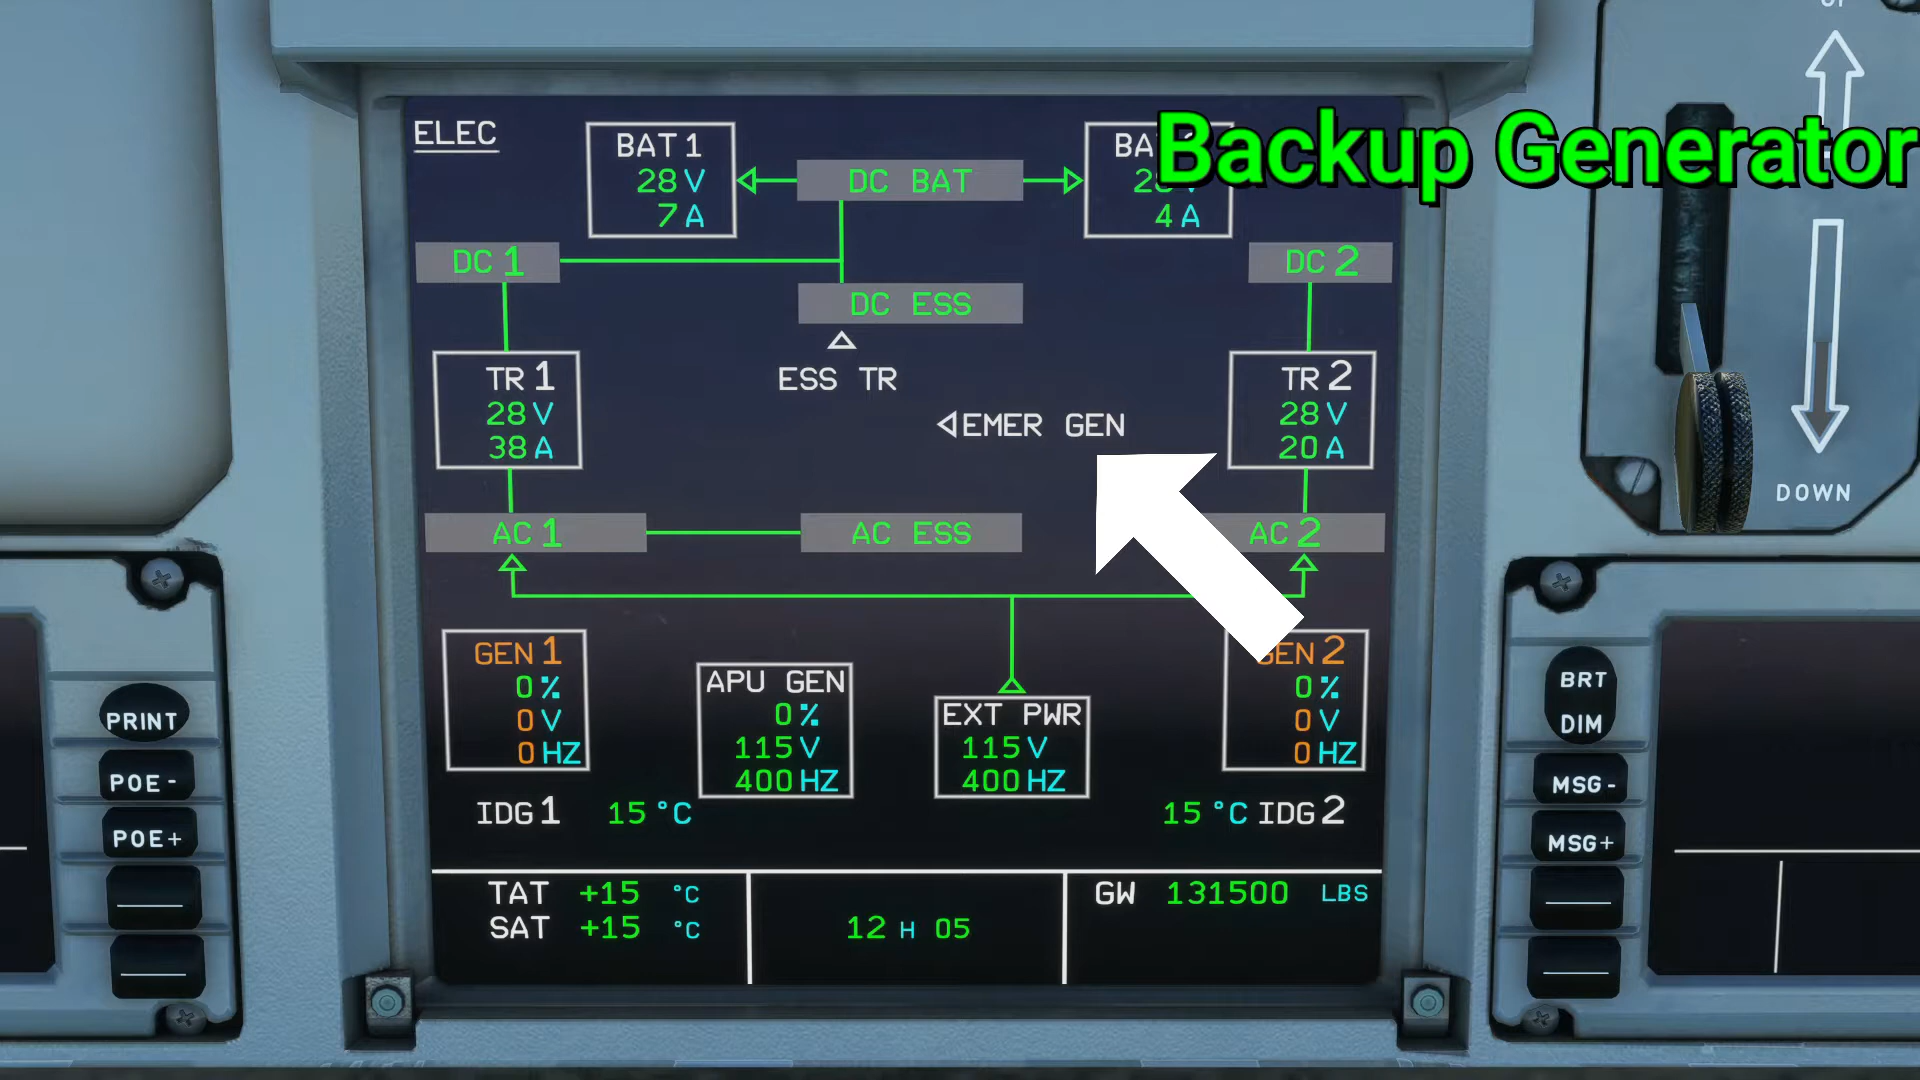 UP
Backup Generator
ELEC
BAT 1
28 V
7 A
DC BAT
BA
2
4 A
DC 1
DC 2
DC ESS
ESS TR
TR 1
28 V
38 A
TR 2
28 V
20 A
EMER GEN
DOWN
AC 1
AC ESS
AC 2
GEN 1
0 %
0 V
0 HZ
APU GEN
0 %
115 V
400 HZ
EXT PWR
115 V
400 HZ
GEN 2
0 %
0 V
0 HZ
IDG 1 15 °C
15 °C IDG 2
TAT +15 °C
SAT +15 °C
12 H 05
GW 131500 LBS
PRINT
POE -
POE+
BRT
DIM
MSG -
MSG+